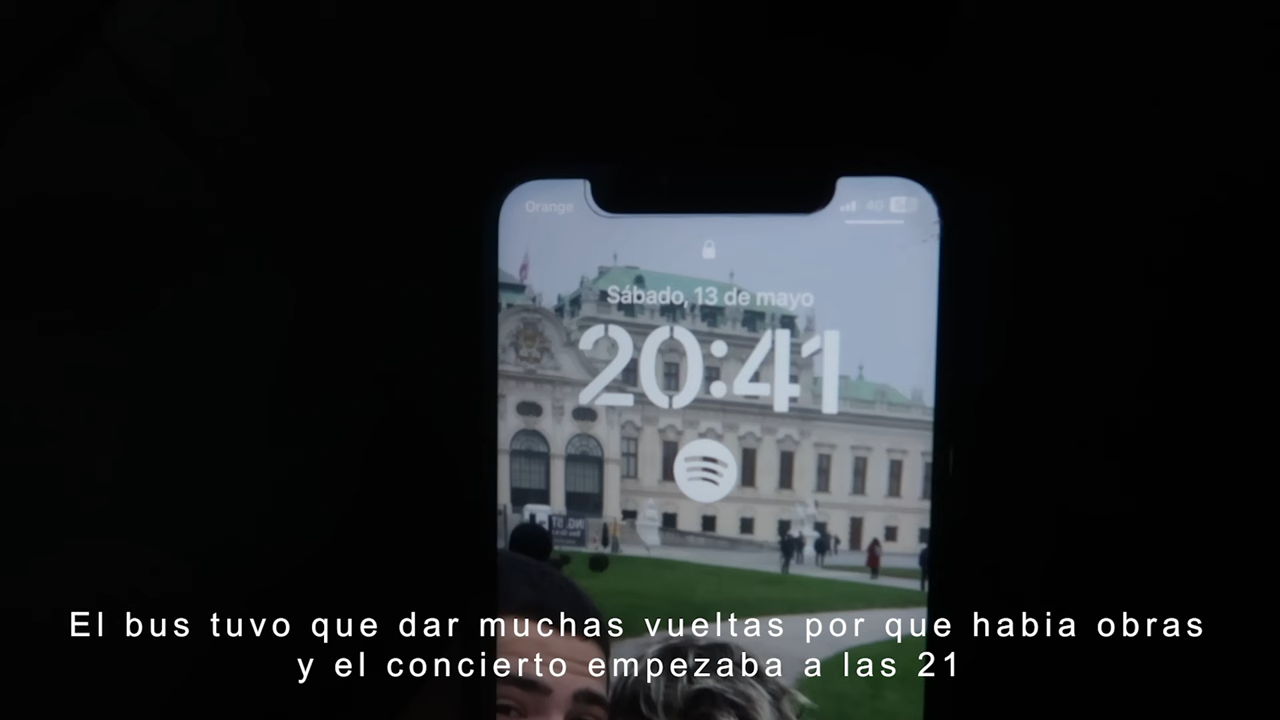 Orange
4G
Sábado, 13 de mayo
20:41
El bus tuvo que dar muchas vueltas por que habia obras
y el concierto empezaba a las 21